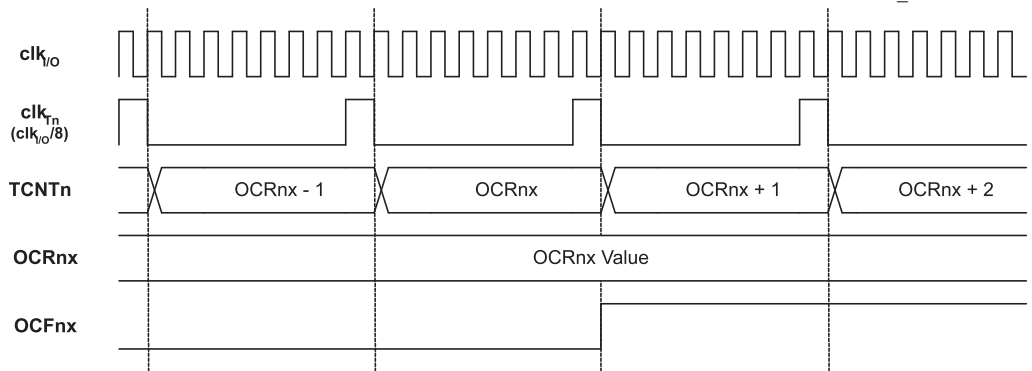 clkI/O
clkTn
(clkI/O/8)
TCNTn OCRnx - 1 OCRnx OCRnx + 1 OCRnx + 2
OCRnx OCRnx Value
OCFnx